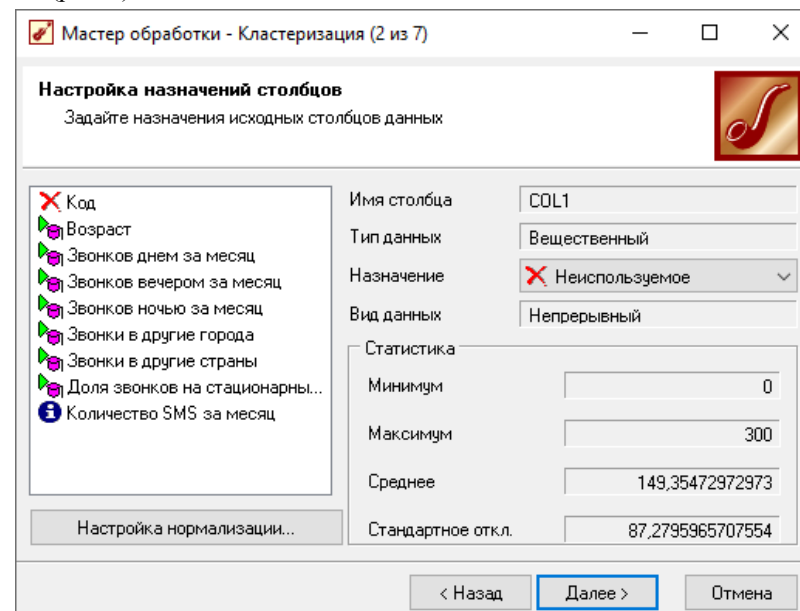 Мастер обработки - Кластеризация (2 из 7)
Настройка назначений столбцов
Задайте назначения исходных столбцов данных
Код
Возраст
Звонков днем за месяц
Звонков вечером за месяц
Звонков ночью за месяц
Звонки в другие города
Звонки в другие страны
Доля звонков на стационарны...
Количество SMS за месяц
Настройка нормализации...
Имя столбца COL1
Тип данных Вещественный
Назначение Неиспользуемое
Вид данных Непрерывный
Статистика
Минимум 0
Максимум 300
Среднее 149,35472972973
Стандартное откл. 87,2795965707554
< Назад Далее > Отмена